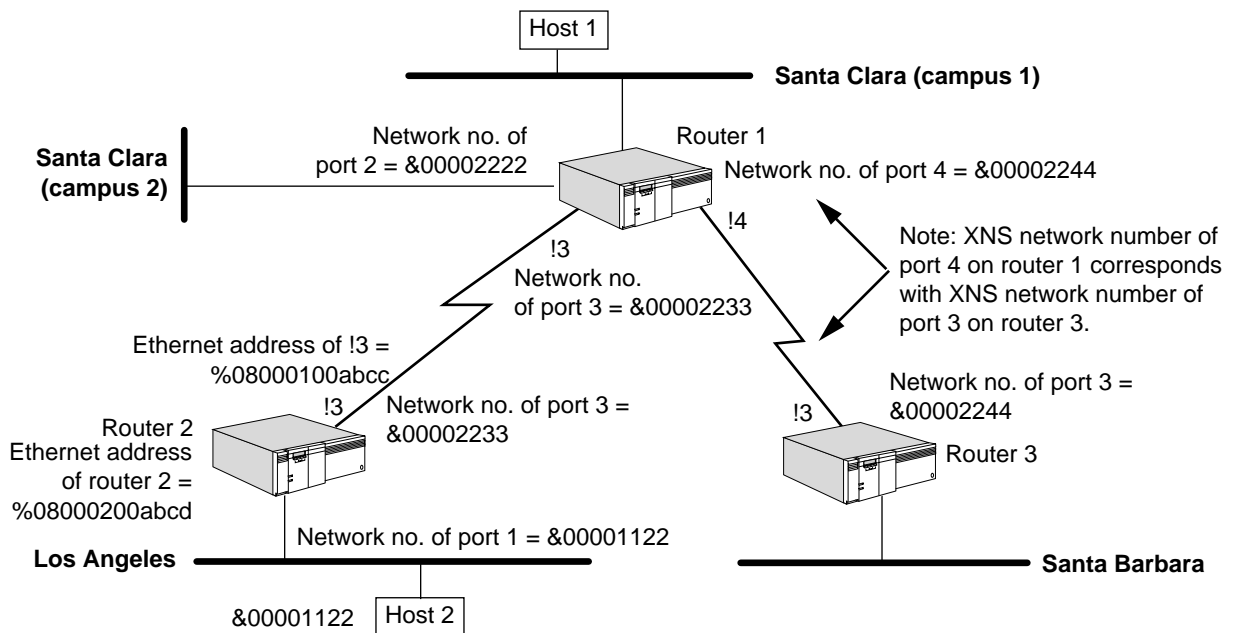 Host 1
Santa Clara (campus 1)
Santa Clara
(campus 2)
Network no. of
port 2 = &00002222
Router 1
Network no. of port 4 = &00002244
!3
!4
Network no.
of port 3 = &00002233
Note: XNS network number of
port 4 on router 1 corresponds
with XNS network number of
port 3 on router 3.
Ethernet address of !3 =
%08000100abcc
!3
Network no. of port 3 =
&00002233
Router 2
Ethernet address
of router 2 =
%08000200abcd
Network no. of port 3 =
&00002244
!3
Router 3
Network no. of port 1 = &00001122
Los Angeles
Santa Barbara
&00001122
Host 2